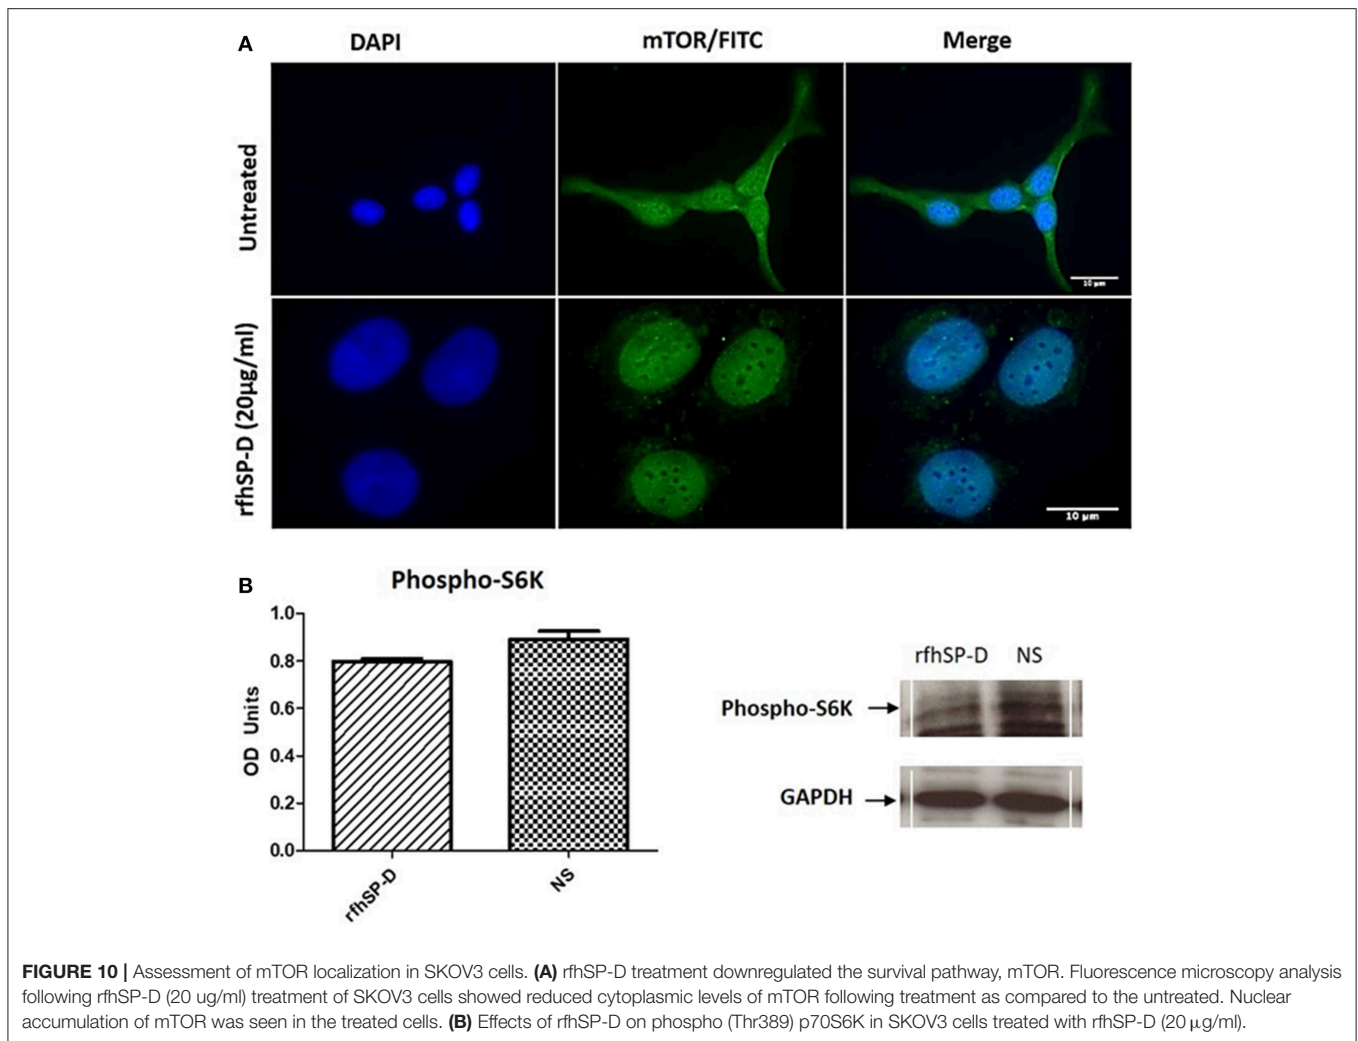 A
DAPI
mTOR/FITC
Merge
Untreated
10 µm
rfhSP-D (20µg/ml)
10 µm
B
Phospho-S6K
OD Units
1.0
0.8
0.6
0.4
0.2
0.0
rfhSP-D
NS
rfhSP-D NS
Phospho-S6K
GAPDH
FIGURE 10 | Assessment of mTOR localization in SKOV3 cells. (A) rfhSP-D treatment downregulated the survival pathway, mTOR. Fluorescence microscopy analysis
following rfhSP-D (20 ug/ml) treatment of SKOV3 cells showed reduced cytoplasmic levels of mTOR following treatment as compared to the untreated. Nuclear
accumulation of mTOR was seen in the treated cells. (B) Effects of rfhSP-D on phospho (Thr389) p70S6K in SKOV3 cells treated with rfhSP-D (20 µg/ml).